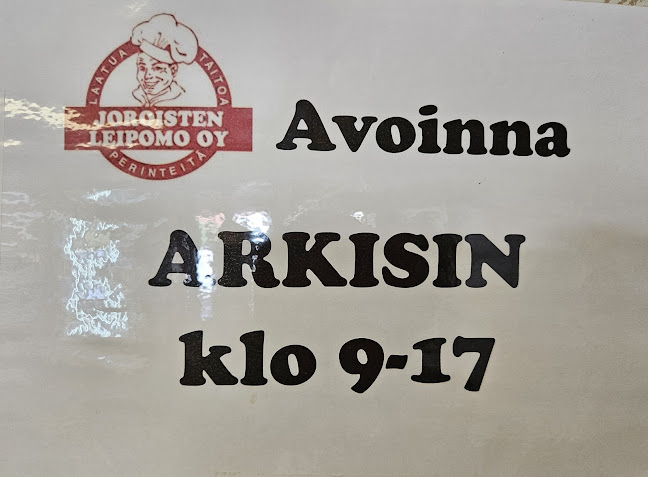 LAATUA TAITOA
JOROISTEN
LEIPOMO OY
PERINTEITÄ
Avoinna
ARKISIN
klo 9-17